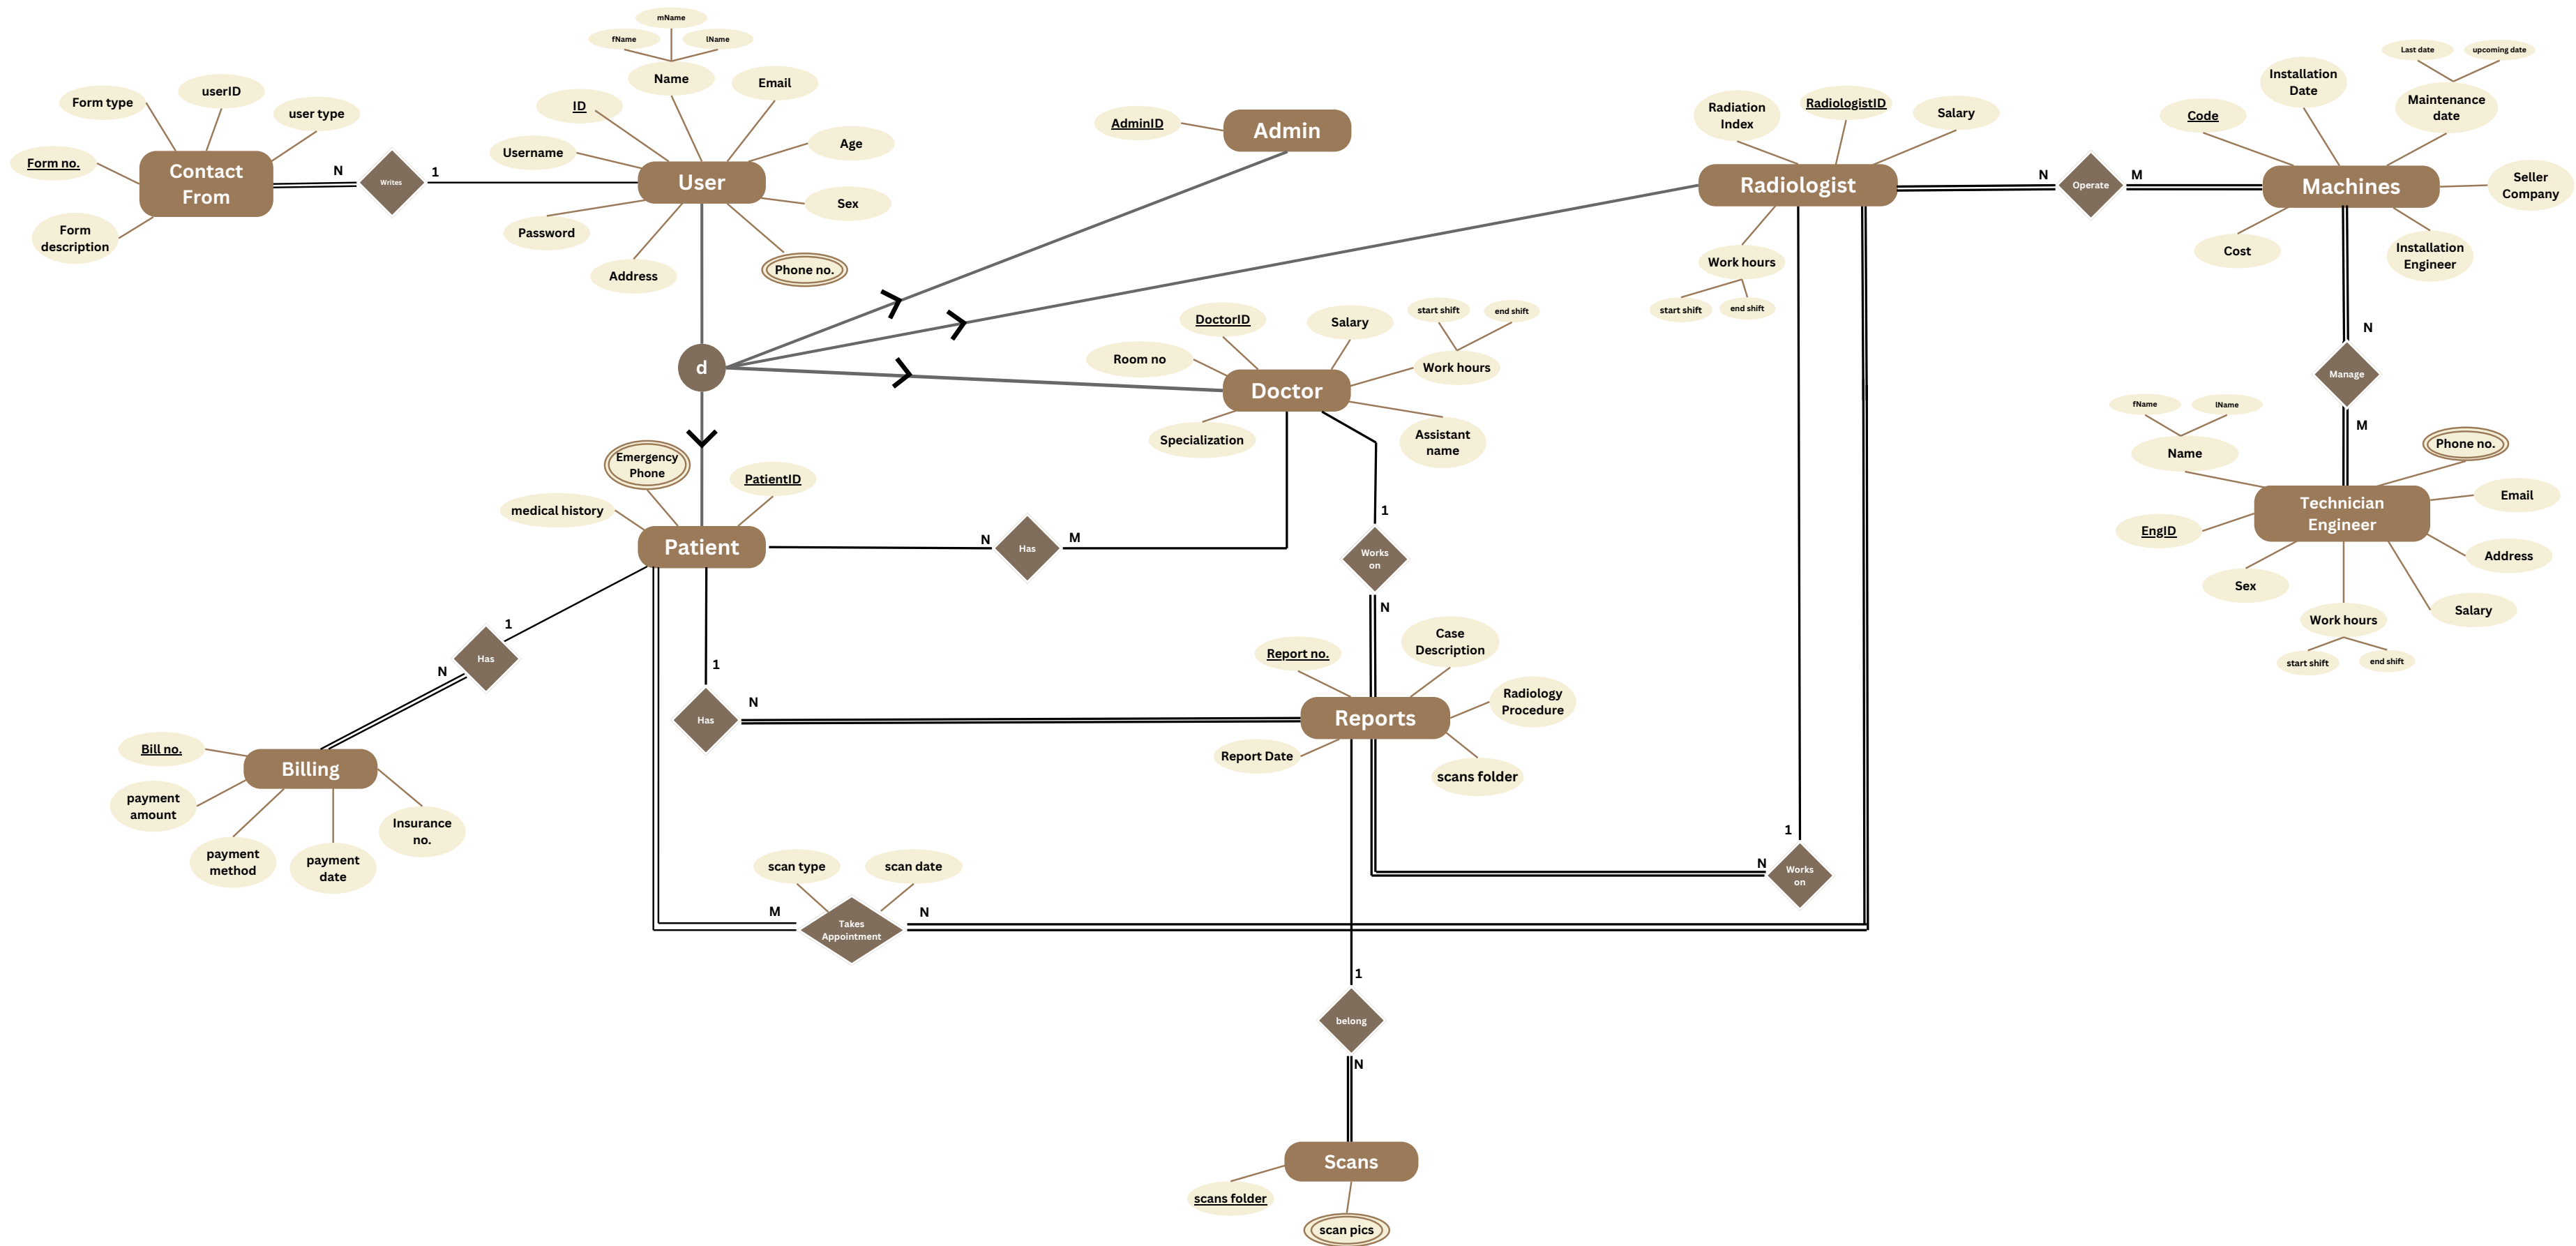 mName
fName
lName
Name
Email
ID
Username
Age
User
Sex
Password
Address
Phone no.
Form type
userID
user type
Form no.
Contact
From
Form
description
N
Writes
1
AdminID
Admin
Radiation
Index
RadiologistID
Salary
Radiologist
Work hours
start shift
end shift
N
Operate
M
Last date
upcoming date
Installation
Date
Maintenance
date
Code
Machines
Seller
Company
Cost
Installation
Engineer
N
Manage
M
fName
lName
Name
Phone no.
Technician
Engineer
Email
EngID
Address
Sex
Salary
Work hours
start shift
end shift
d
DoctorID
Salary
start shift
end shift
Room no
Work hours
Doctor
Specialization
Assistant
name
Emergency
Phone
PatientID
medical history
Patient
N
Has
M
1
Works
on
N
1
Has
N
1
Has
N
Report no.
Case
Description
Radiology
Procedure
Reports
Report Date
scans folder
Bill no.
Billing
payment
amount
payment
method
payment
date
Insurance
no.
1
N
Works
on
scan type
scan date
M
Takes
Appointment
N
1
belong
N
Scans
scans folder
scan pics